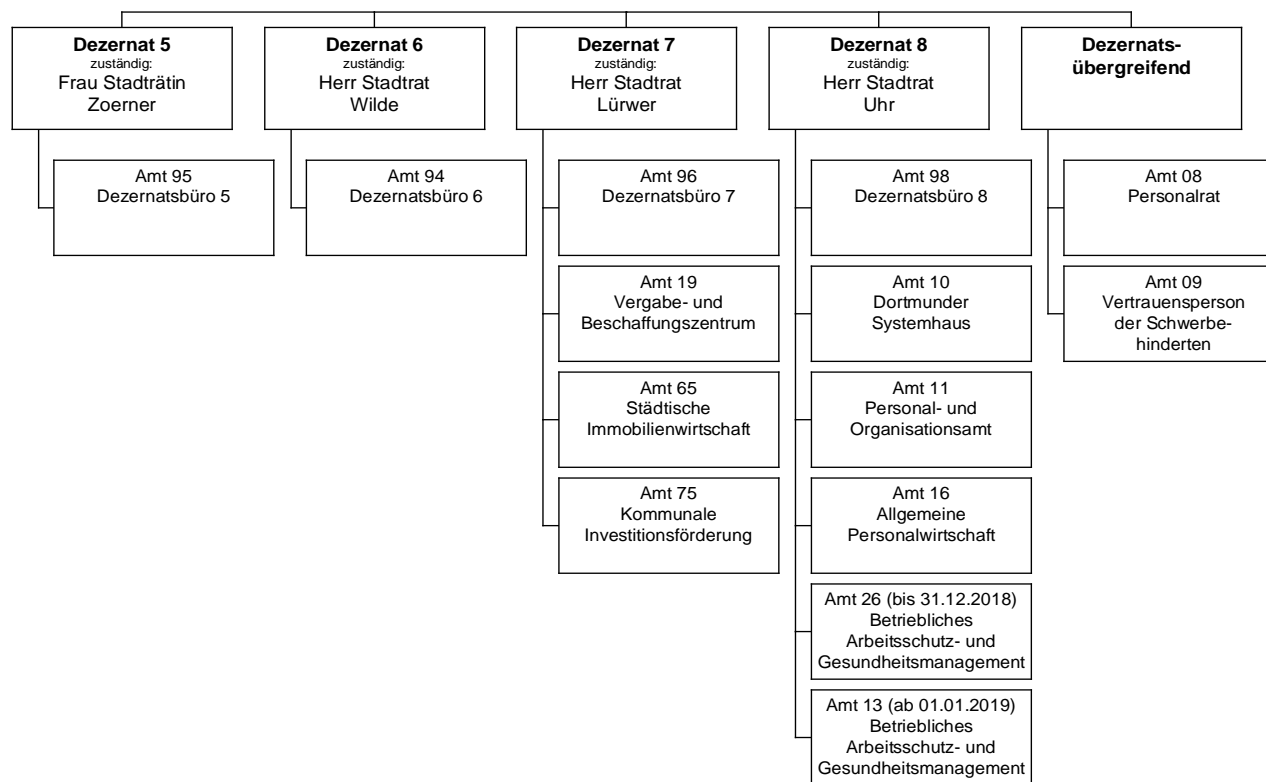 Dezernat 5
zuständig:
Frau Stadträtin
Zoerner
Amt 95
Dezernatsbüro 5
Dezernat 6
zuständig:
Herr Stadtrat
Wilde
Amt 94
Dezernatsbüro 6
Dezernat 7
zuständig:
Herr Stadtrat
Lürwer
Amt 96
Dezernatsbüro 7
Amt 19
Vergabe- und
Beschaffungszentrum
Amt 65
Städtische
Immobilienwirtschaft
Amt 75
Kommunale
Investitionsförderung
Dezernat 8
zuständig:
Herr Stadtrat
Uhr
Amt 98
Dezernatsbüro 8
Amt 10
Dortmunder
Systemhaus
Amt 11
Personal- und
Organisationsamt
Amt 16
Allgemeine
Personalwirtschaft
Amt 26 (bis 31.12.2018)
Betriebliches
Arbeitsschutz- und
Gesundheitsmanagement
Amt 13 (ab 01.01.2019)
Betriebliches
Arbeitsschutz- und
Gesundheitsmanagement
Dezernats-
übergreifend
Amt 08
Personalrat
Amt 09
Vertrauensperson
der Schwerbe-
hinderten